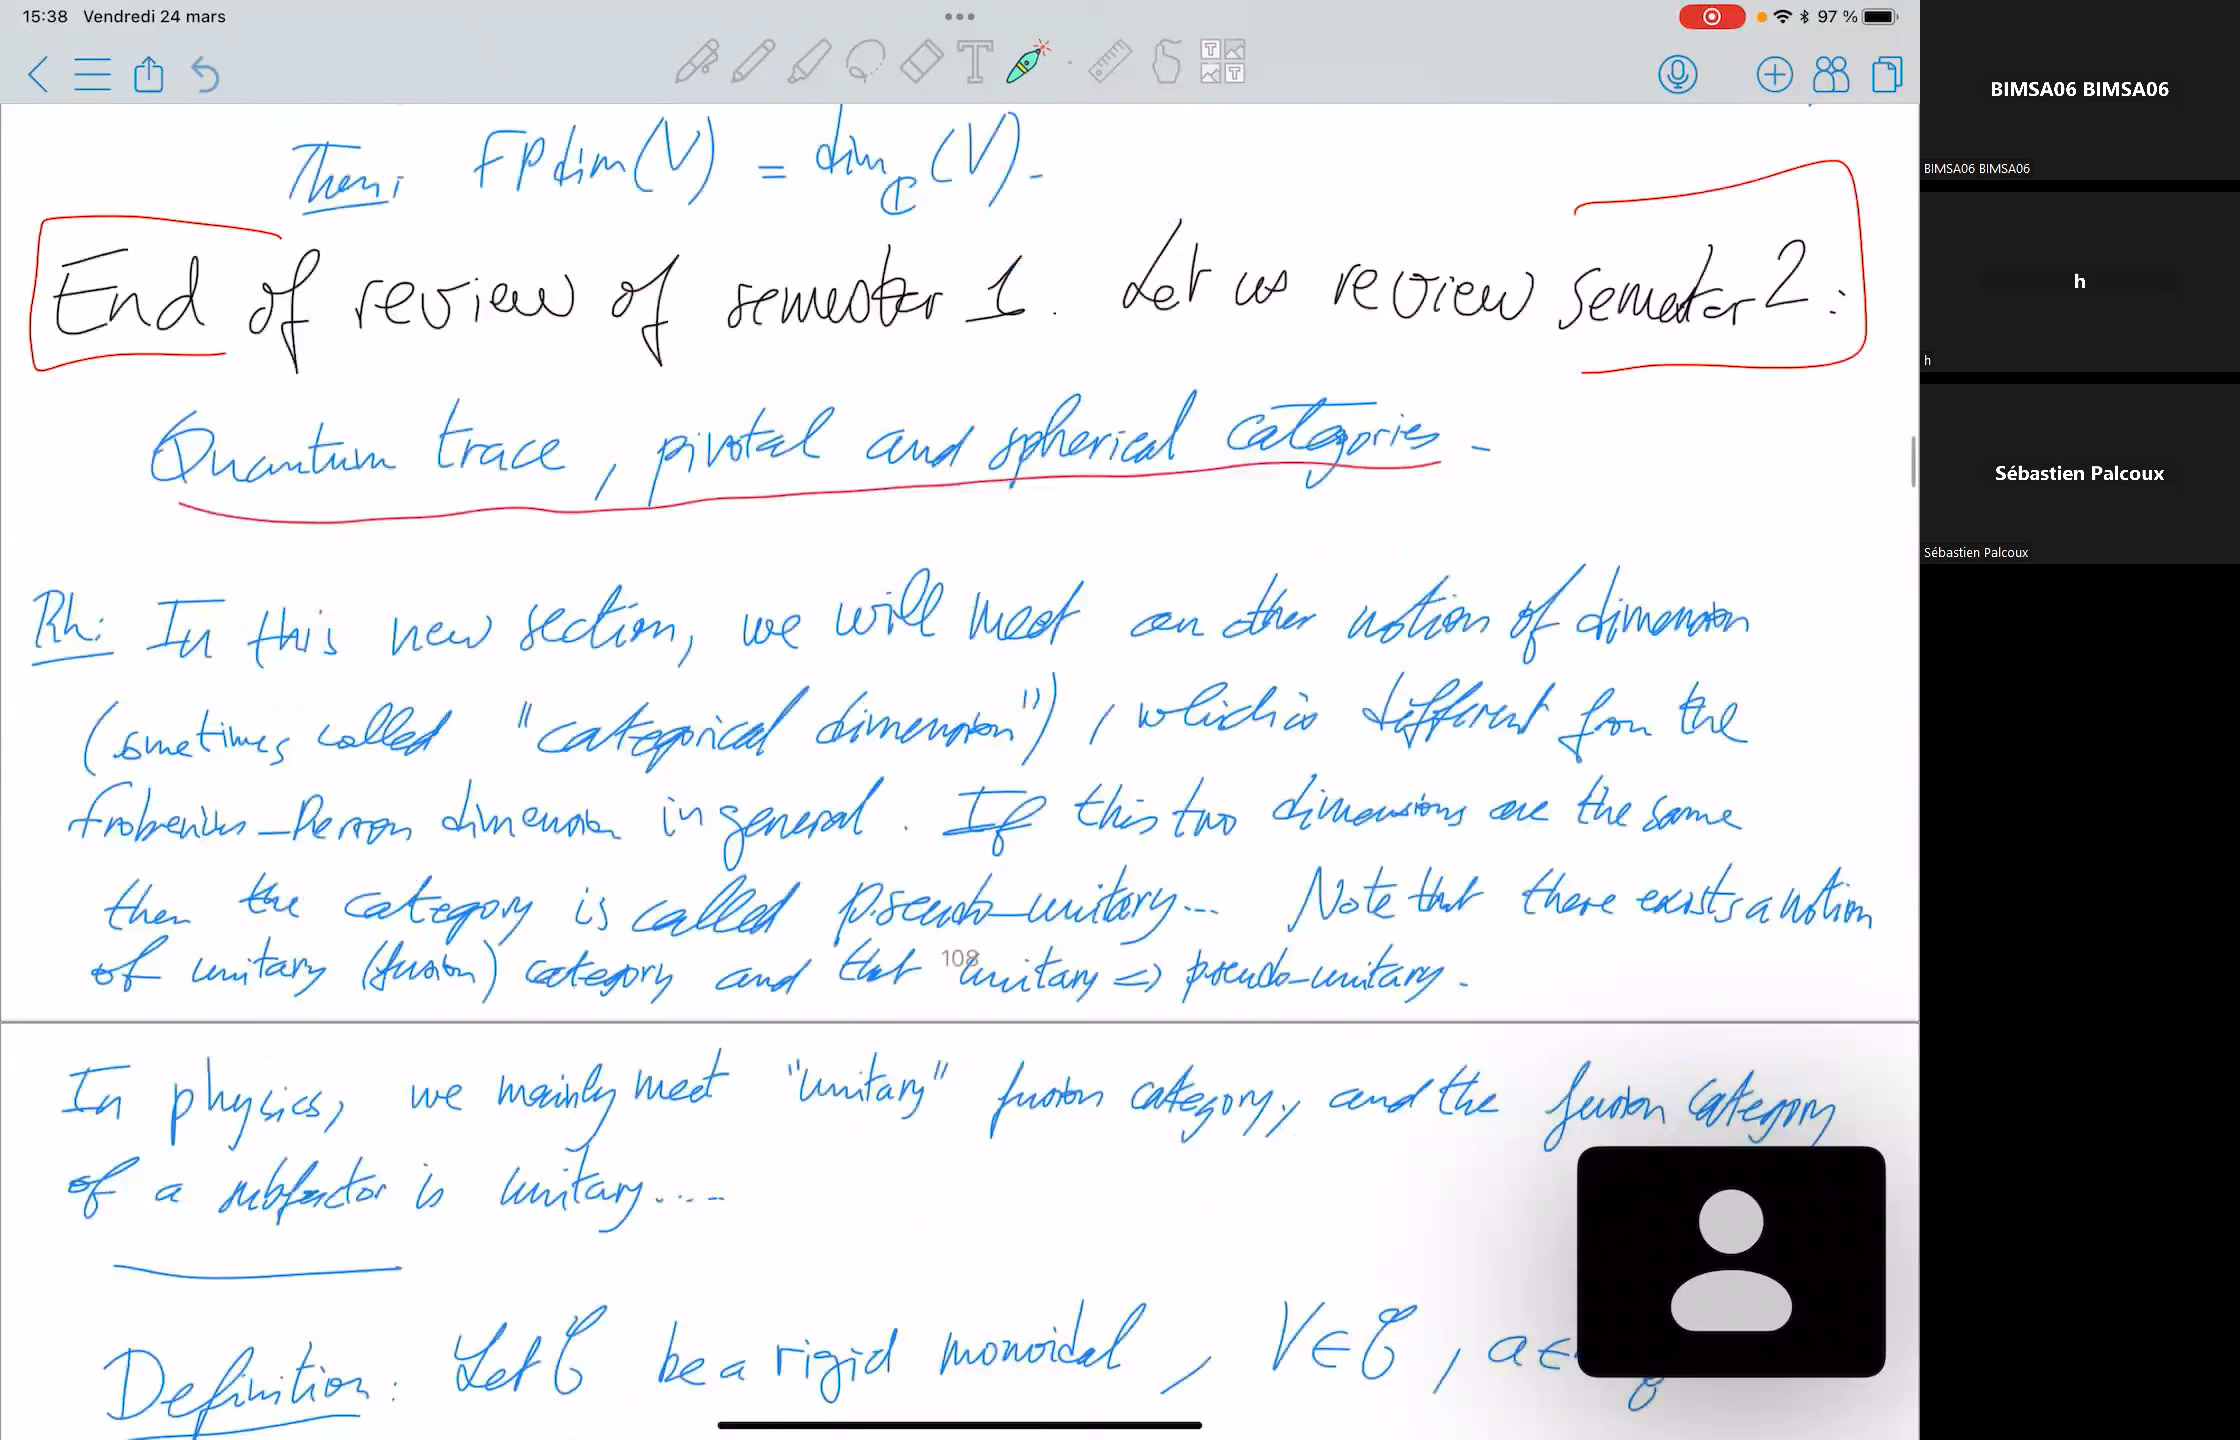 15:38 Vendredi 24 mars
97 %
BIMSA06 BIMSA06
BIMSA06 BIMSA06
h
h
Sébastien Palcoux
Sébastien Palcoux
Then: FPdim(V) = dim_ℂ(V).
End of review of semester 1. Let us review semester 2:
Quantum trace, pivotal and spherical categories.
Rk: In this new section, we will meet an other notion of dimension
(sometimes called "categorical dimension"), which is different from the
Frobenius-Perron dimension in general. If this two dimensions are the same
then the category is called pseudo-unitary... Note that there exists a notion
of unitary (fusion) category and that unitary => pseudo-unitary.
108
In physics, we mainly meet "unitary" fusion category, and the fusion category
of a subfactor is unitary....
Definition: Let 𝒞 be a rigid monoidal, V∈𝒞, a∈